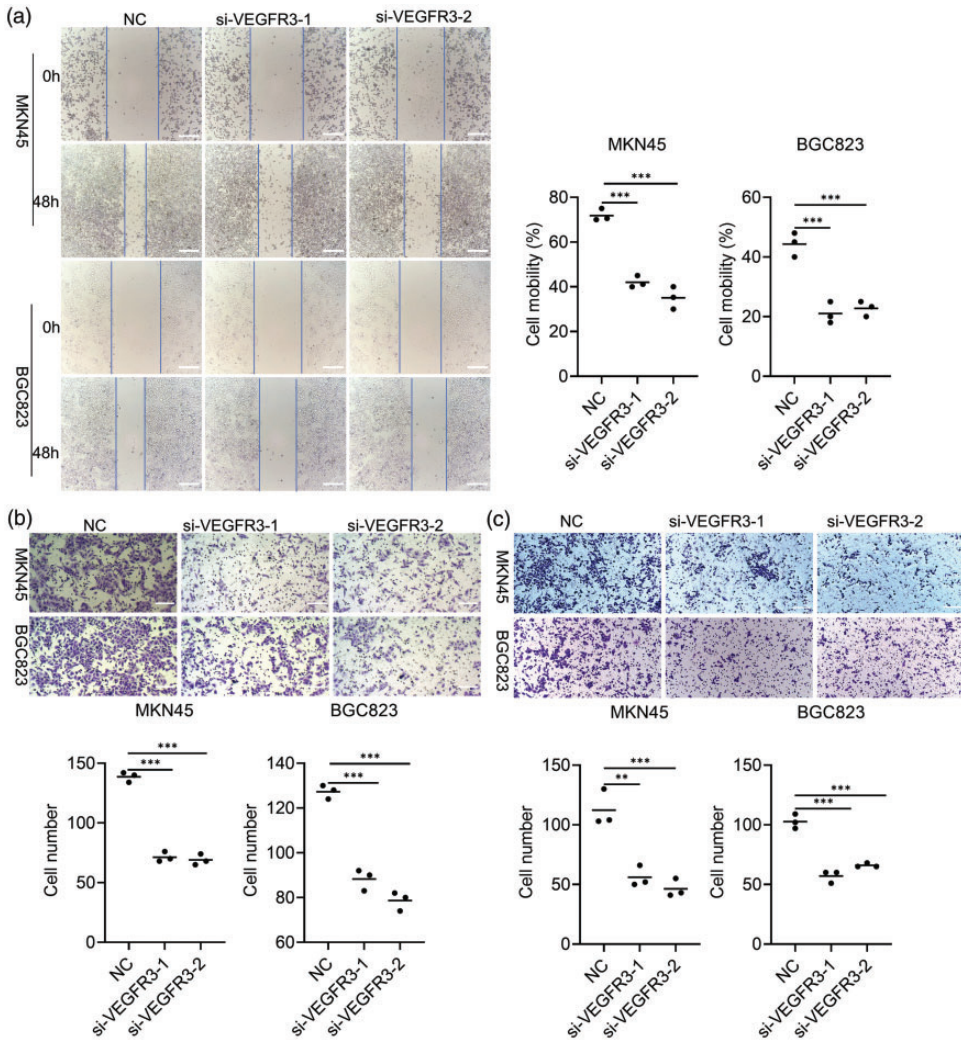 (a)
NC si-VEGFR3-1 si-VEGFR3-2
MKN45
0h
48h
BGC823
0h
48h
MKN45
Cell mobility (%)
80
60
40
20
0
***
***
NC
si-VEGFR3-1
si-VEGFR3-2
BGC823
Cell mobility (%)
60
40
20
0
***
***
NC
si-VEGFR3-1
si-VEGFR3-2
(b)
NC si-VEGFR3-1 si-VEGFR3-2
MKN45
BGC823
MKN45
Cell number
150
100
50
0
***
***
NC
si-VEGFR3-1
si-VEGFR3-2
BGC823
Cell number
140
120
100
80
60
***
***
NC
si-VEGFR3-1
si-VEGFR3-2
(c)
NC si-VEGFR3-1 si-VEGFR3-2
MKN45
BGC823
MKN45
Cell number
150
100
50
0
***
**
NC
si-VEGFR3-1
si-VEGFR3-2
BGC823
Cell number
150
100
50
0
***
***
NC
si-VEGFR3-1
si-VEGFR3-2